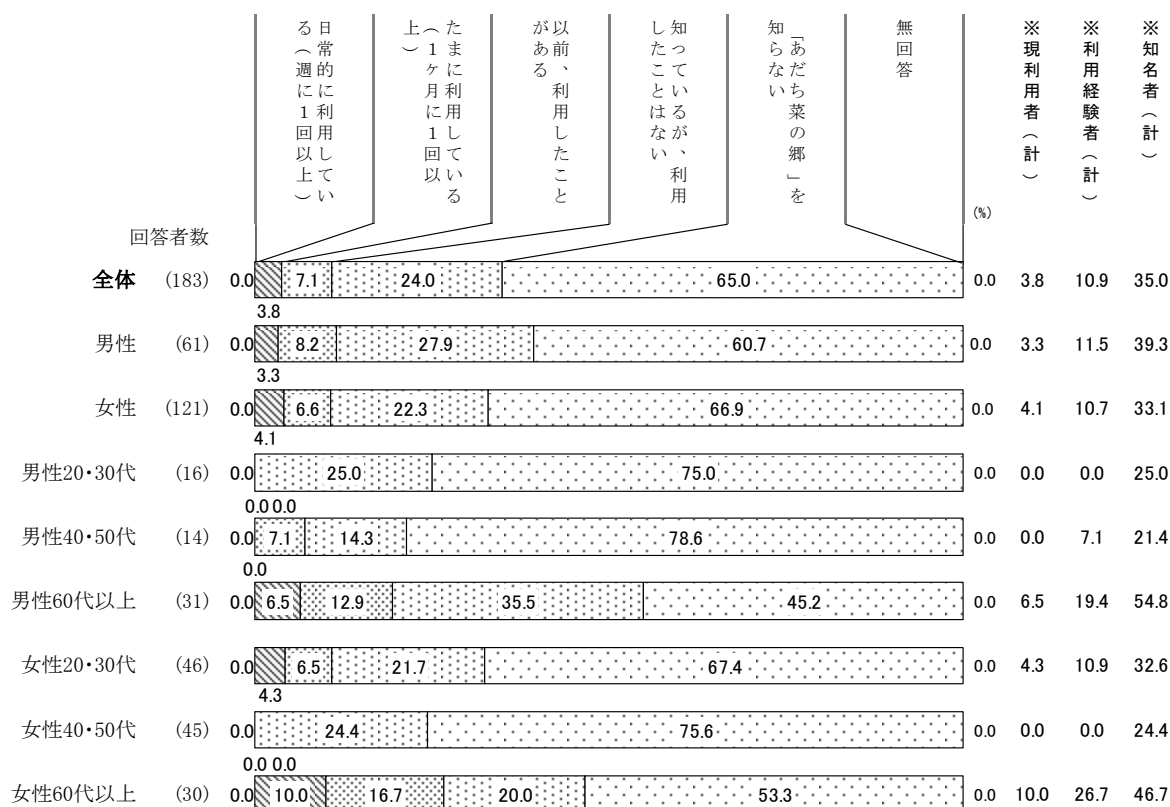 日常的に利用してい
る（週に１回以上）
たまに利用している
（１ケ月に１回以
上）
以前、利用したこと
がある
知っているが、利用
したことはない
「あだち菜の郷」を
知らない
無回答
※現利用者（計）
※利用経験者（計）
※知名者（計）
(%)
回答者数
全体 (183) 0.0 7.1 24.0 65.0 0.0 3.8 10.9 35.0
3.8
男性 (61) 0.0 8.2 27.9 60.7 0.0 3.3 11.5 39.3
3.3
女性 (121) 0.0 6.6 22.3 66.9 0.0 4.1 10.7 33.1
4.1
男性20・30代 (16) 0.0 25.0 75.0 0.0 0.0 0.0 25.0
0.0 0.0
男性40・50代 (14) 0.0 7.1 14.3 78.6 0.0 0.0 7.1 21.4
0.0
男性60代以上 (31) 0.0 6.5 12.9 35.5 45.2 0.0 6.5 19.4 54.8
女性20・30代 (46) 0.0 6.5 21.7 67.4 0.0 4.3 10.9 32.6
4.3
女性40・50代 (45) 0.0 24.4 75.6 0.0 0.0 0.0 24.4
0.0 0.0
女性60代以上 (30) 0.0 10.0 16.7 20.0 53.3 0.0 10.0 26.7 46.7